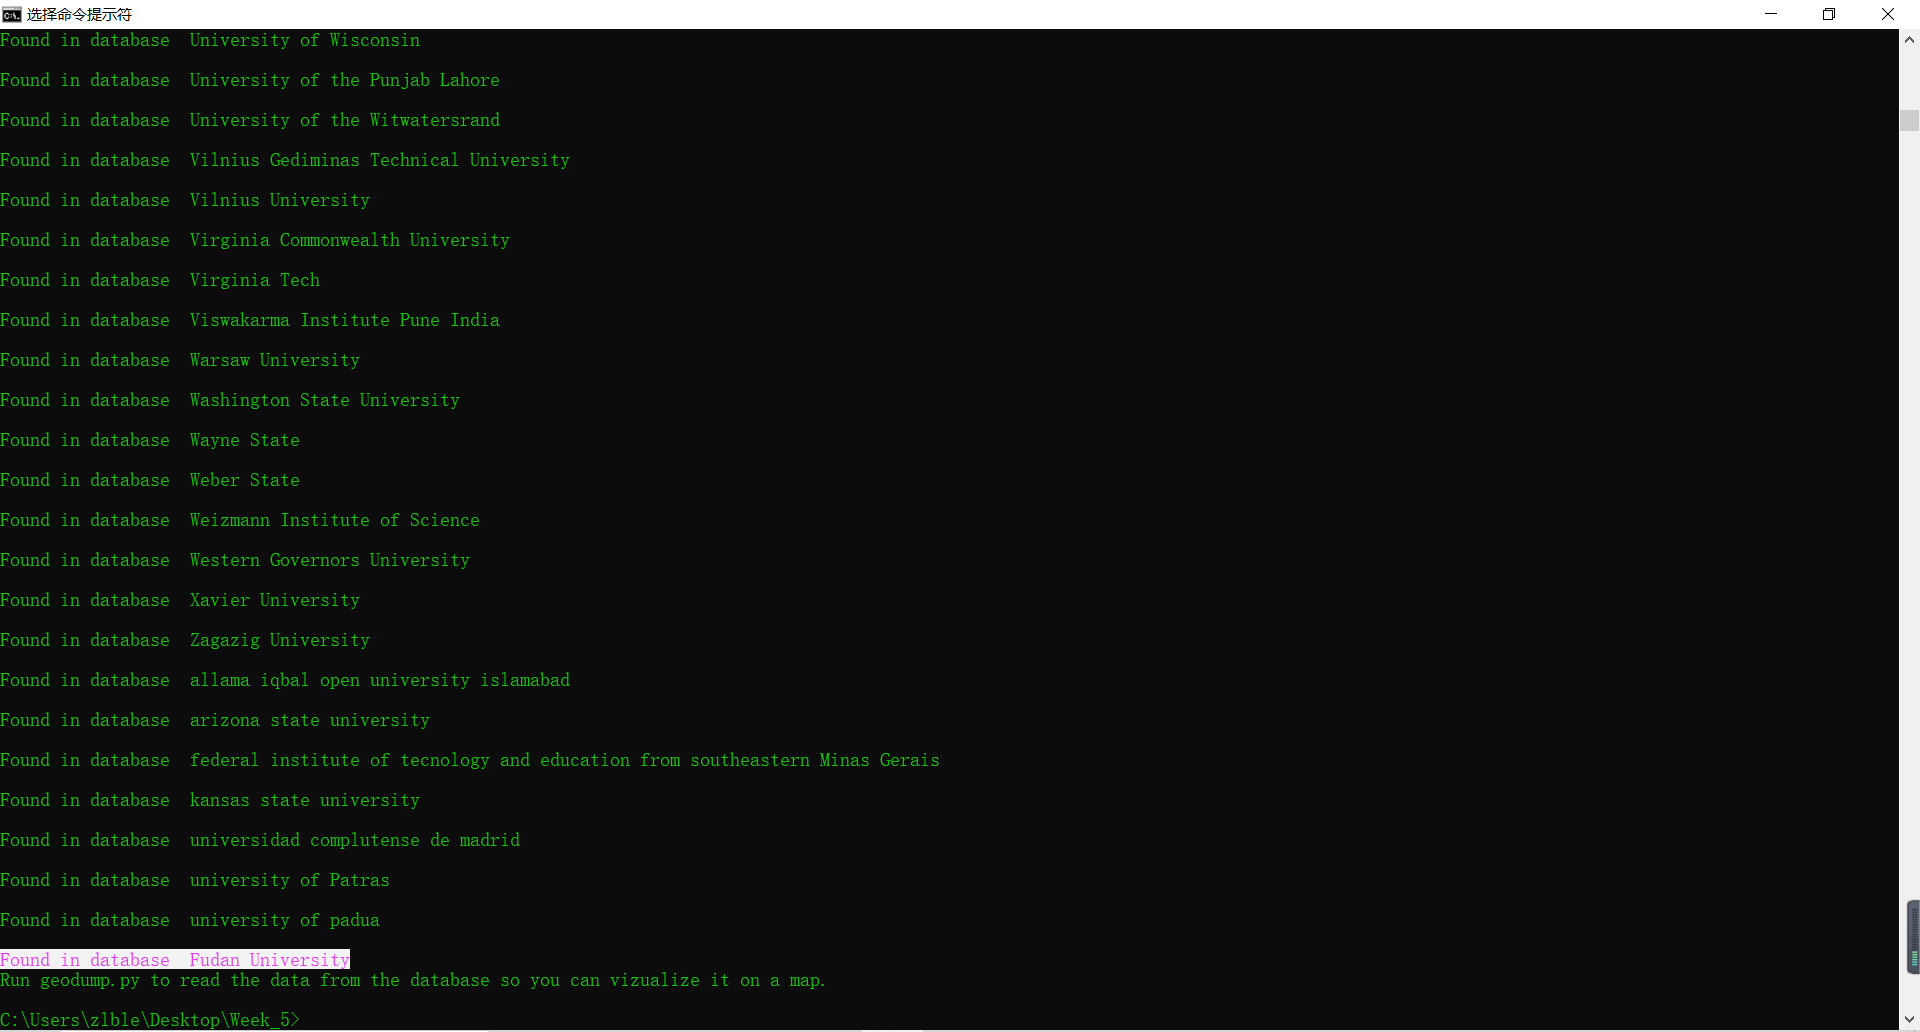 选择命令提示符
Found in database  University of Wisconsin
Found in database  University of the Punjab Lahore
Found in database  University of the Witwatersrand
Found in database  Vilnius Gediminas Technical University
Found in database  Vilnius University
Found in database  Virginia Commonwealth University
Found in database  Virginia Tech
Found in database  Viswakarma Institute Pune India
Found in database  Warsaw University
Found in database  Washington State University
Found in database  Wayne State
Found in database  Weber State
Found in database  Weizmann Institute of Science
Found in database  Western Governors University
Found in database  Xavier University
Found in database  Zagazig University
Found in database  allama iqbal open university islamabad
Found in database  arizona state university
Found in database  federal institute of tecnology and education from southeastern Minas Gerais
Found in database  kansas state university
Found in database  universidad complutense de madrid
Found in database  university of Patras
Found in database  university of padua
Found in database  Fudan University
Run geodump.py to read the data from the database so you can vizualize it on a map.
C:\Users\zlble\Desktop\Week_5>